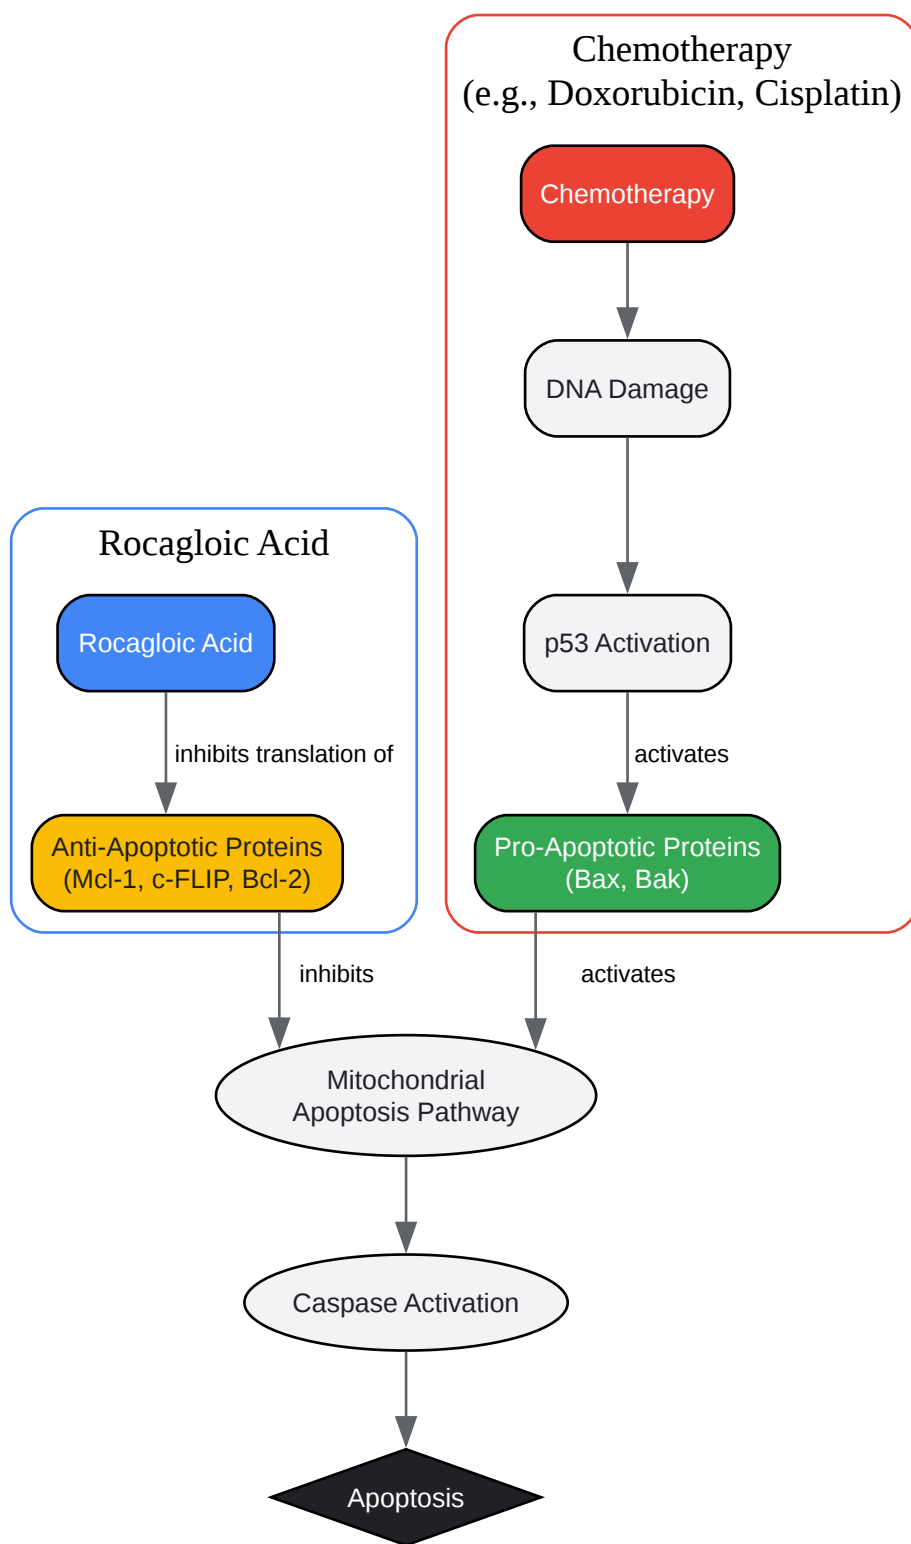 Chemotherapy
(e.g., Doxorubicin, Cisplatin)
Chemotherapy
DNA Damage
Rocagloic Acid
Rocagloic Acid
p53 Activation
inhibits translation of
activates
Anti-Apoptotic Proteins
(Mcl-1, c-FLIP, Bcl-2)
Pro-Apoptotic Proteins
(Bax, Bak)
inhibits
activates
Mitochondrial
Apoptosis Pathway
Caspase Activation
Apoptosis